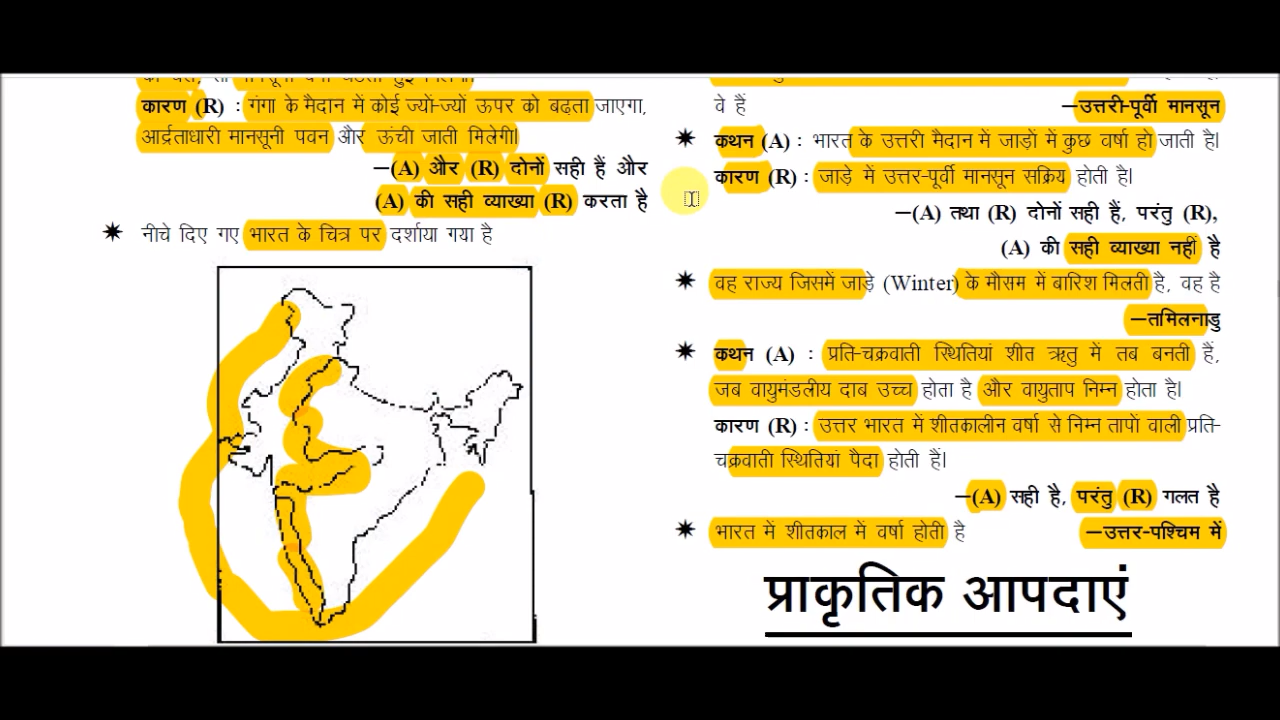 कारण (R) : गंगा के मैदान में कोई ज्यों-ज्यों ऊपर को बढ़ता जाएगा,
आर्द्रताधारी मानसूनी पवन और ऊंची जाती मिलेगी।
–(A) और (R) दोनों सही हैं और
(A) की सही व्याख्या (R) करता है
✷ नीचे दिए गए भारत के चित्र पर दर्शाया गया है
वे हैं –उत्तरी-पूर्वी मानसून
✷ कथन (A) : भारत के उत्तरी मैदान में जाड़ों में कुछ वर्षा हो जाती है।
कारण (R) : जाड़े में उत्तर-पूर्वी मानसून सक्रिय होती है।
–(A) तथा (R) दोनों सही हैं, परंतु (R),
(A) की सही व्याख्या नहीं है
✷ वह राज्य जिसमें जाड़े (Winter) के मौसम में बारिश मिलती है, वह है
–तमिलनाडु
✷ कथन (A) : प्रति-चक्रवाती स्थितियां शीत ऋतु में तब बनती हैं,
जब वायुमंडलीय दाब उच्च होता है और वायुताप निम्न होता है।
कारण (R) : उत्तर भारत में शीतकालीन वर्षा से निम्न तापों वाली प्रति-
चक्रवाती स्थितियां पैदा होती हैं।
–(A) सही है, परंतु (R) गलत है
✷ भारत में शीतकाल में वर्षा होती है –उत्तर-पश्चिम में
प्राकृतिक आपदाएं